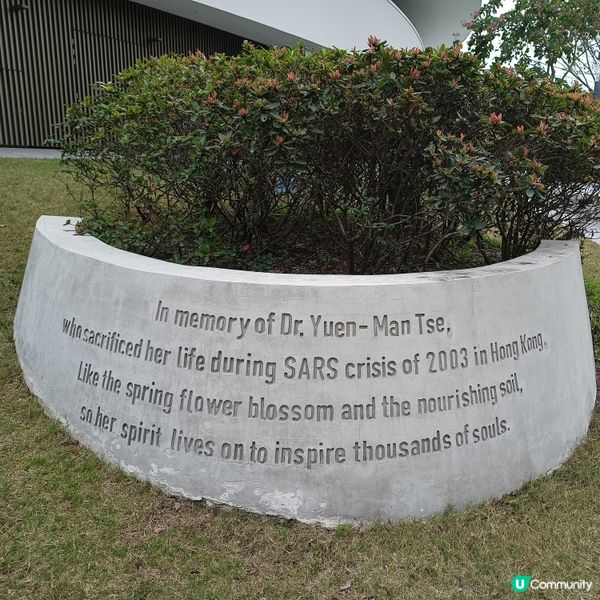 In memory of Dr. Yuen-Man Tse,
who sacrificed her life during SARS crisis of 2003 in Hong Kong,
Like the spring flower blossom and the nourishing soil,
so her spirit lives on to inspire thousands of souls.
U Community